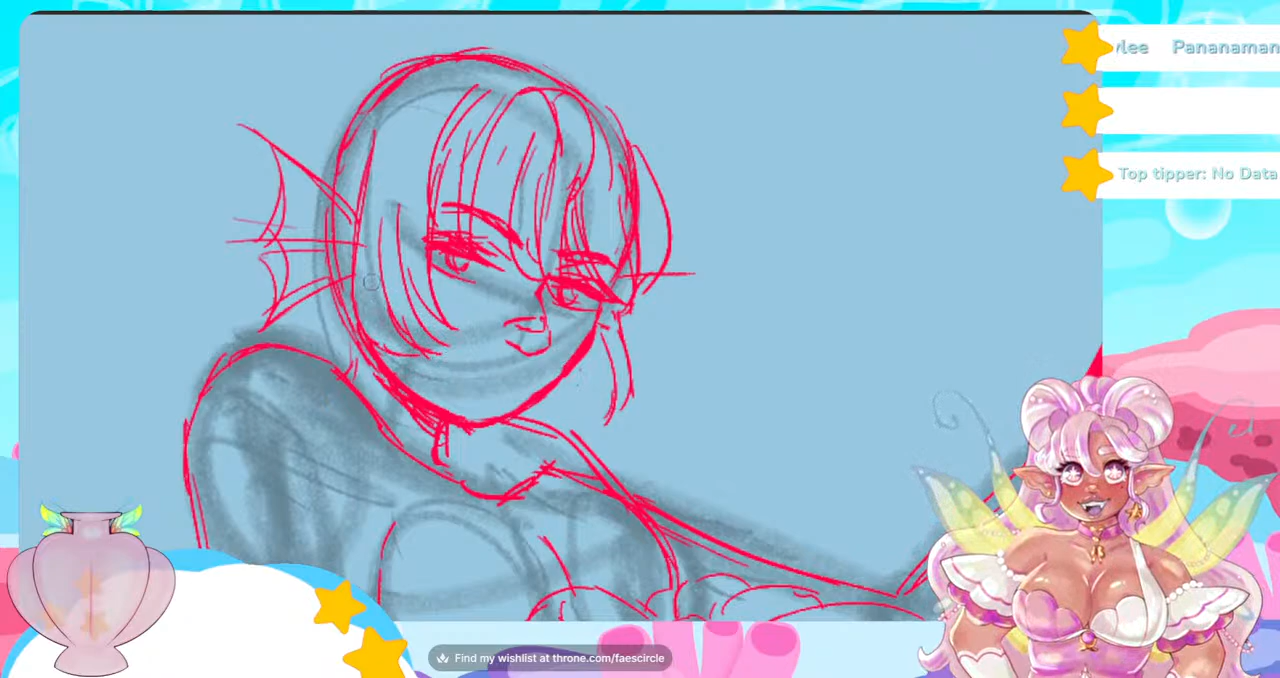 Pananaman
Top tipper: No Data
Find my wishlist at throne.com/faescircle